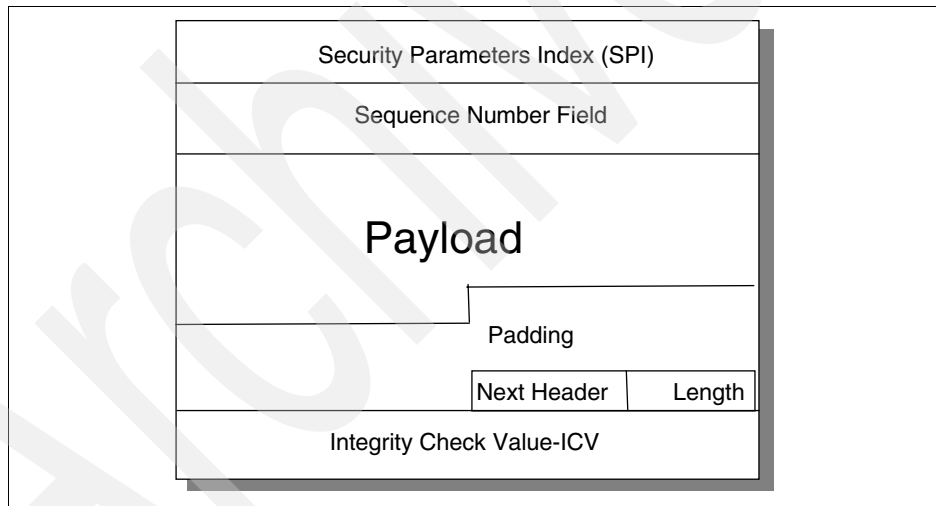 Security Parameters Index (SPI)
Sequence Number Field
Payload
Padding
Next Header Length
Integrity Check Value-ICV